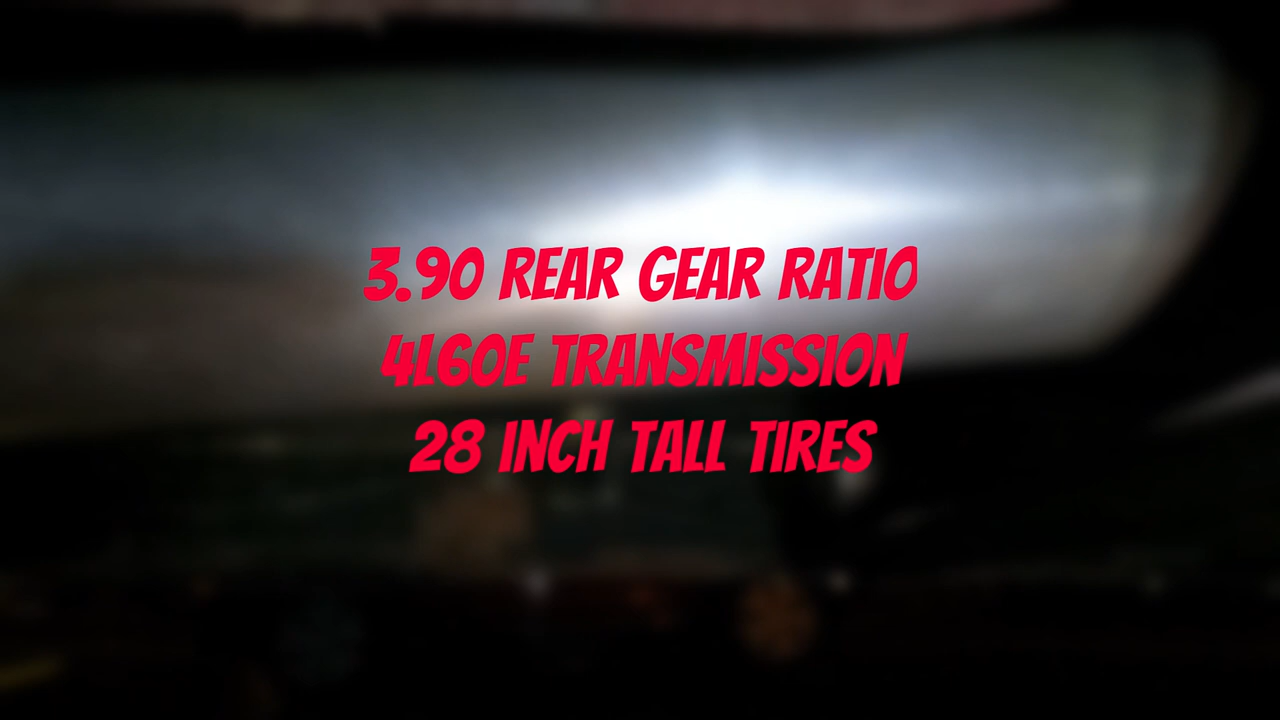 3.90 REAR GEAR RATIO
4L60E TRANSMISSION
28 INCH TALL TIRES